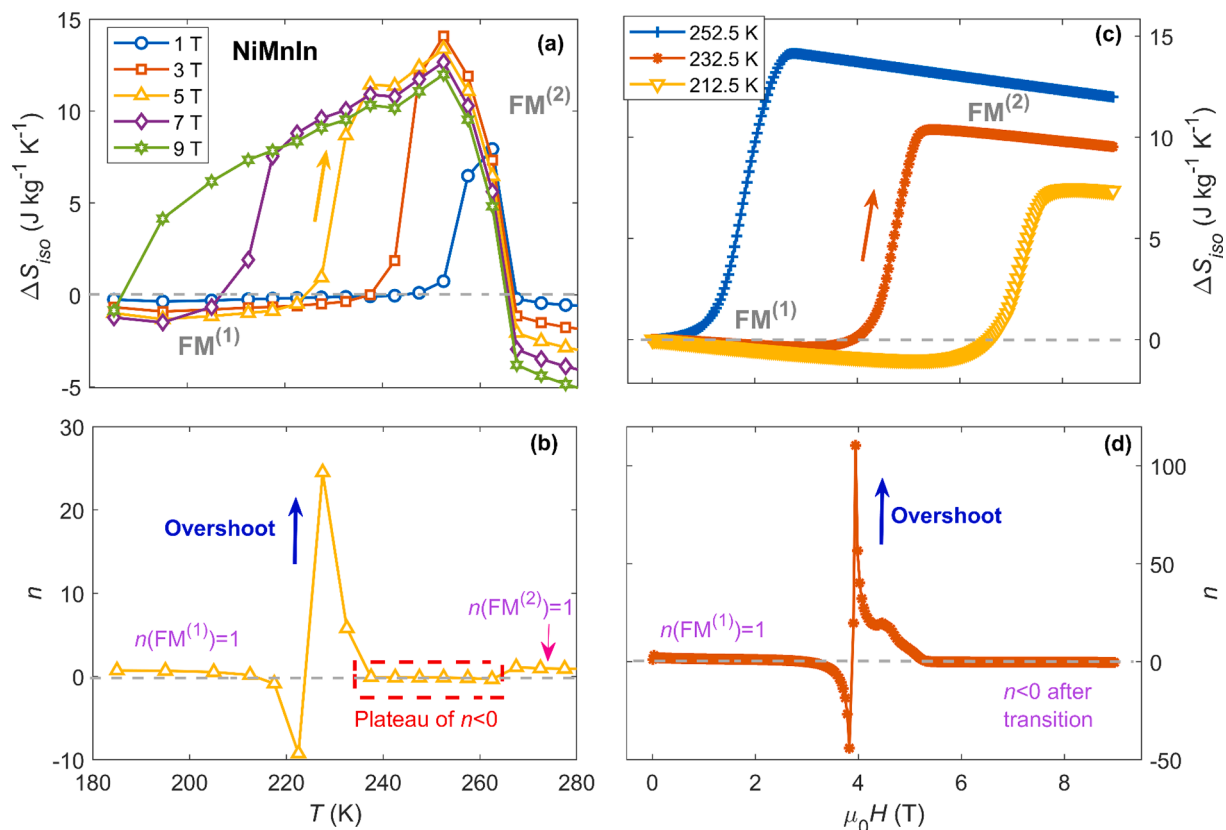 NiMnIn
(a)
1 T
3 T
5 T
7 T
9 T
FM(2)
FM(1)
ΔS_iso (J kg⁻¹ K⁻¹)
15
10
5
0
-5
(c)
252.5 K
232.5 K
212.5 K
FM(2)
FM(1)
ΔS_iso (J kg⁻¹ K⁻¹)
15
10
5
0
(b)
Overshoot
n(FM(1))=1
n(FM(2))=1
Plateau of n<0
n
30
20
10
0
-10
180
200
220
240
260
280
T (K)
(d)
Overshoot
n(FM(1))=1
n<0 after
transition
n
100
50
0
-50
0
2
4
6
8
μ₀H (T)